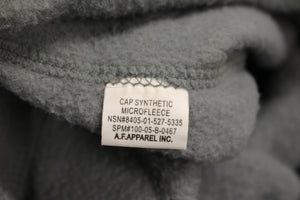 CAP SYNTHETIC
MICROFLEECE
NSN#8405-01-527-5335
SPM#100-05-B-0467
A.F.APPAREL INC.